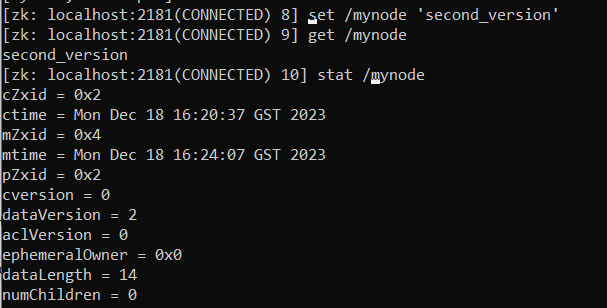 [zk: localhost:2181(CONNECTED) 8] set /mynode 'second_version'
[zk: localhost:2181(CONNECTED) 9] get /mynode
second_version
[zk: localhost:2181(CONNECTED) 10] stat /mynode
cZxid = 0x2
ctime = Mon Dec 18 16:20:37 GST 2023
mZxid = 0x4
mtime = Mon Dec 18 16:24:07 GST 2023
pZxid = 0x2
cversion = 0
dataVersion = 2
aclVersion = 0
ephemeralOwner = 0x0
dataLength = 14
numChildren = 0